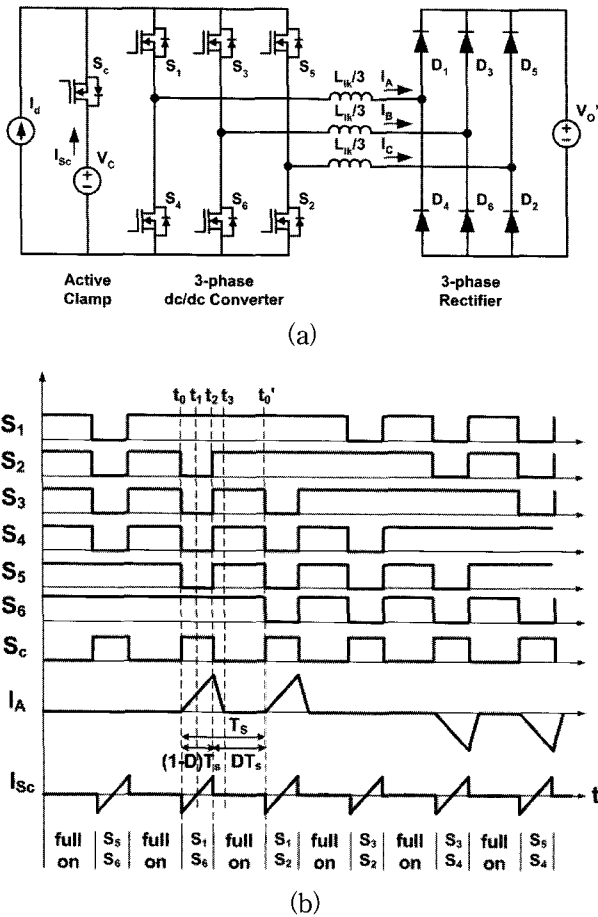 S_c
S_1
S_3
S_5
I_d
I_Sc
V_C
L_lk/3
I_A
L_lk/3
I_B
L_lk/3
I_C
D_1
D_3
D_5
V_O'
S_4
S_6
S_2
D_4
D_6
D_2
Active
Clamp
3-phase
dc/dc Converter
3-phase
Rectifier
(a)
t_0 t_1 t_2 t_3 t_0'
S_1
S_2
S_3
S_4
S_5
S_6
S_c
I_A
T_S
(1-D)T_s DT_s
I_Sc
t
full on
S_5 S_6
full on
S_1 S_6
full on
S_1 S_2
full on
S_3 S_2
full on
S_3 S_4
full on
S_5 S_4
(b)